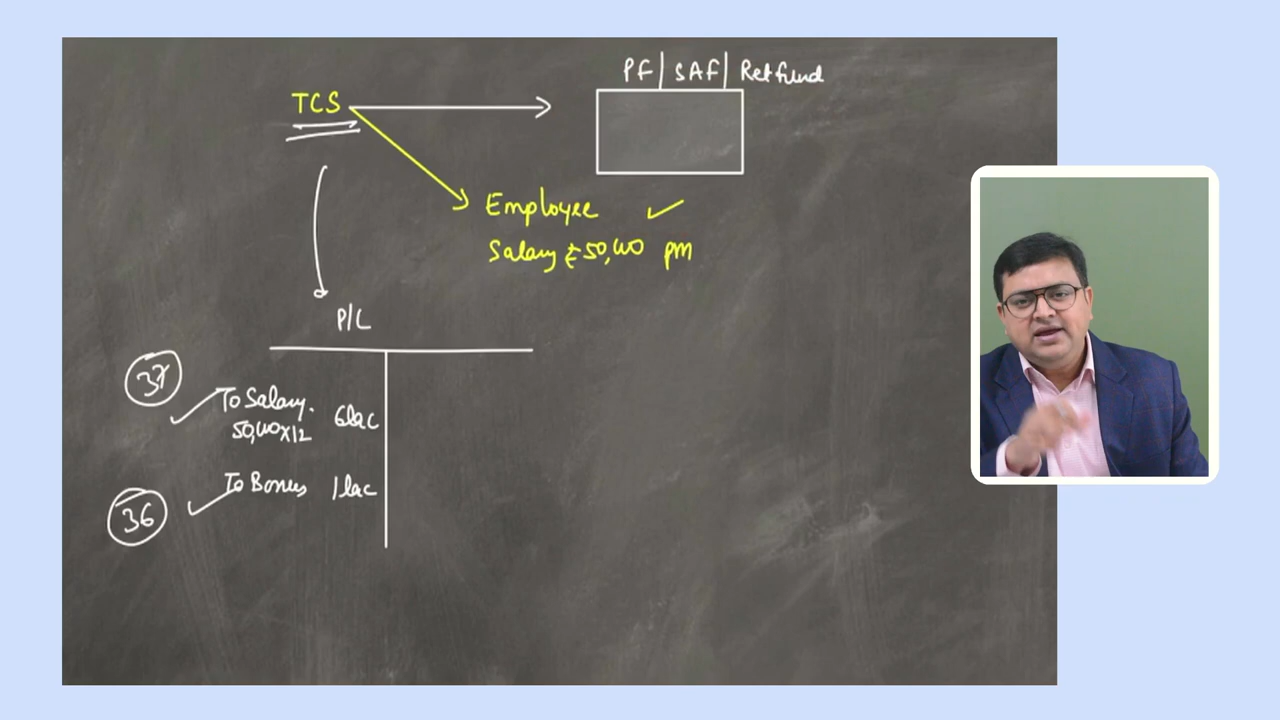 PF | SAF | Ret fund
TCS
Employee
Salary ₹50,000 pm
P/L
37
To Salary. 6lac
50,000x12
To Bonus 1lac
36